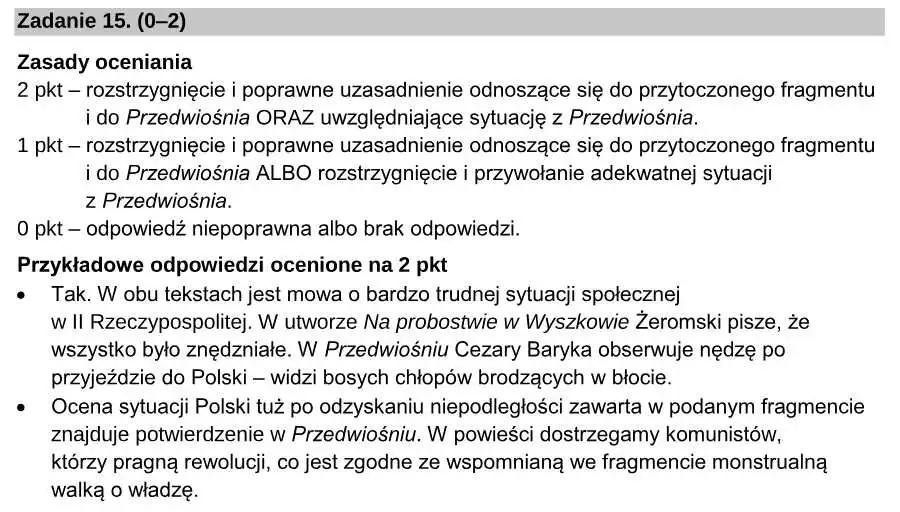 Zadanie 15. (0–2)
Zasady oceniania
2 pkt – rozstrzygnięcie i poprawne uzasadnienie odnoszące się do przytoczonego fragmentu
i do Przedwiośnia ORAZ uwzględniające sytuację z Przedwiośnia.
1 pkt – rozstrzygnięcie i poprawne uzasadnienie odnoszące się do przytoczonego fragmentu
i do Przedwiośnia ALBO rozstrzygnięcie i przywołanie adekwatnej sytuacji
z Przedwiośnia.
0 pkt – odpowiedź niepoprawna albo brak odpowiedzi.
Przykładowe odpowiedzi ocenione na 2 pkt
• Tak. W obu tekstach jest mowa o bardzo trudnej sytuacji społecznej
w II Rzeczypospolitej. W utworze Na probostwie w Wyszkowie Żeromski pisze, że
wszystko było znędzniałe. W Przedwiośniu Cezary Baryka obserwuje nędzę po
przyjeździe do Polski – widzi bosych chłopów brodzących w błocie.
• Ocena sytuacji Polski tuż po odzyskaniu niepodległości zawarta w podanym fragmencie
znajduje potwierdzenie w Przedwiośniu. W powieści dostrzegamy komunistów,
którzy pragną rewolucji, co jest zgodne ze wspomnianą we fragmencie monstrualną
walką o władzę.